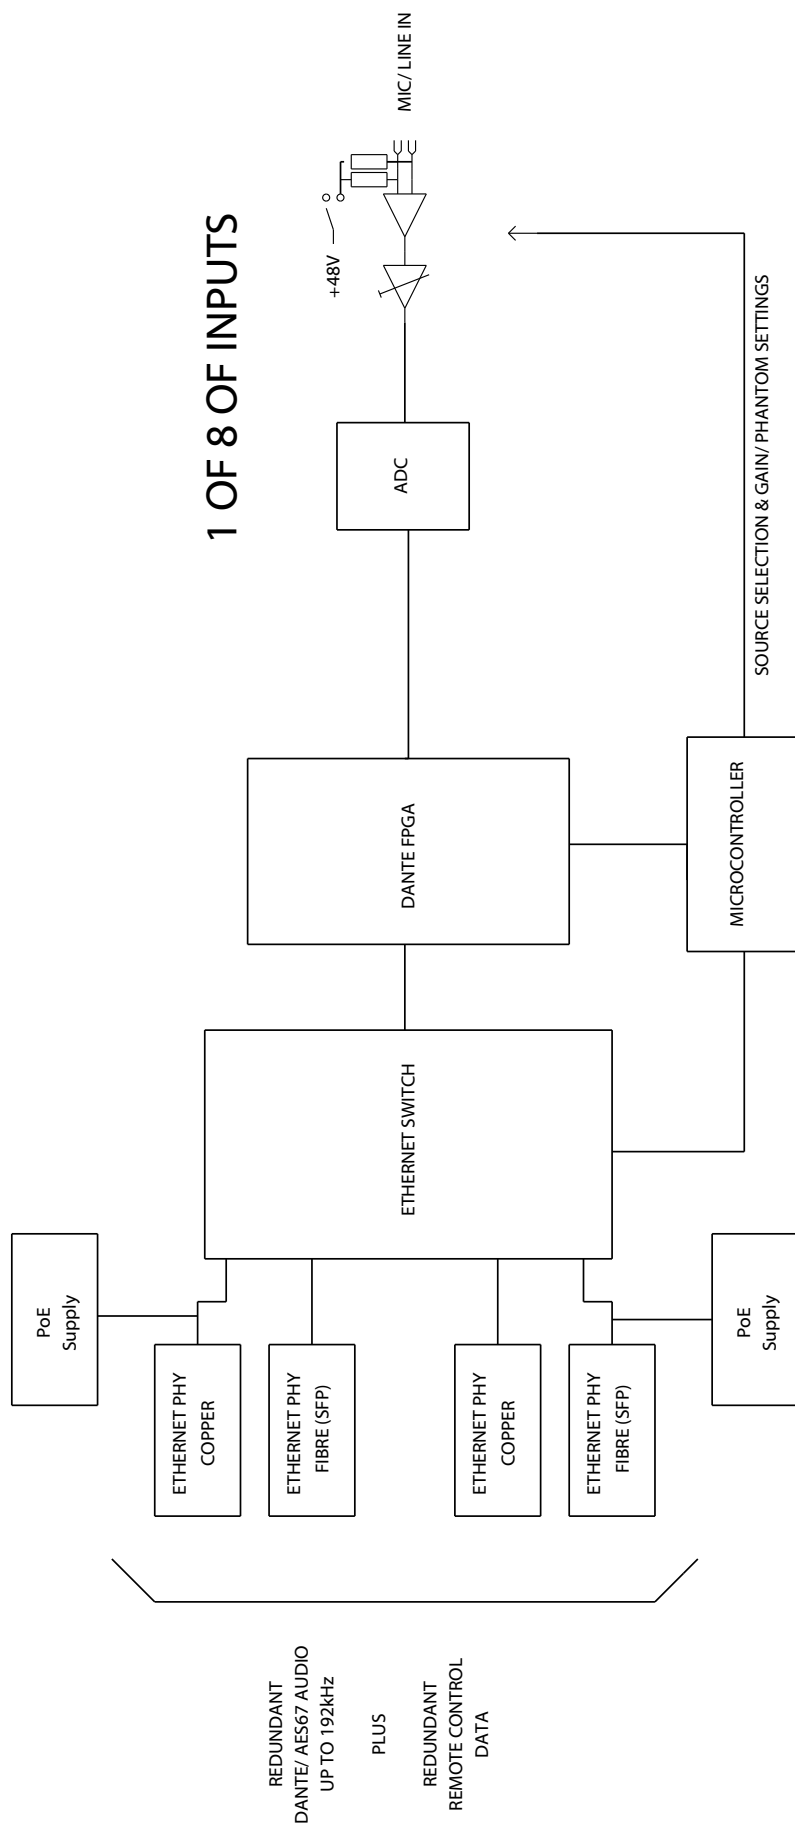 1 OF 8 OF INPUTS
MIC/ LINE IN
+48V
ADC
SOURCE SELECTION & GAIN/ PHANTOM SETTINGS
DANTE FPGA
MICROCONTROLLER
ETHERNET SWITCH
PoE
Supply
ETHERNET PHY
COPPER
ETHERNET PHY
FIBRE (SFP)
ETHERNET PHY
COPPER
ETHERNET PHY
FIBRE (SFP)
PoE
Supply
REDUNDANT
DANTE/ AES67 AUDIO
UP TO 192kHz
PLUS
REDUNDANT
REMOTE CONTROL
DATA